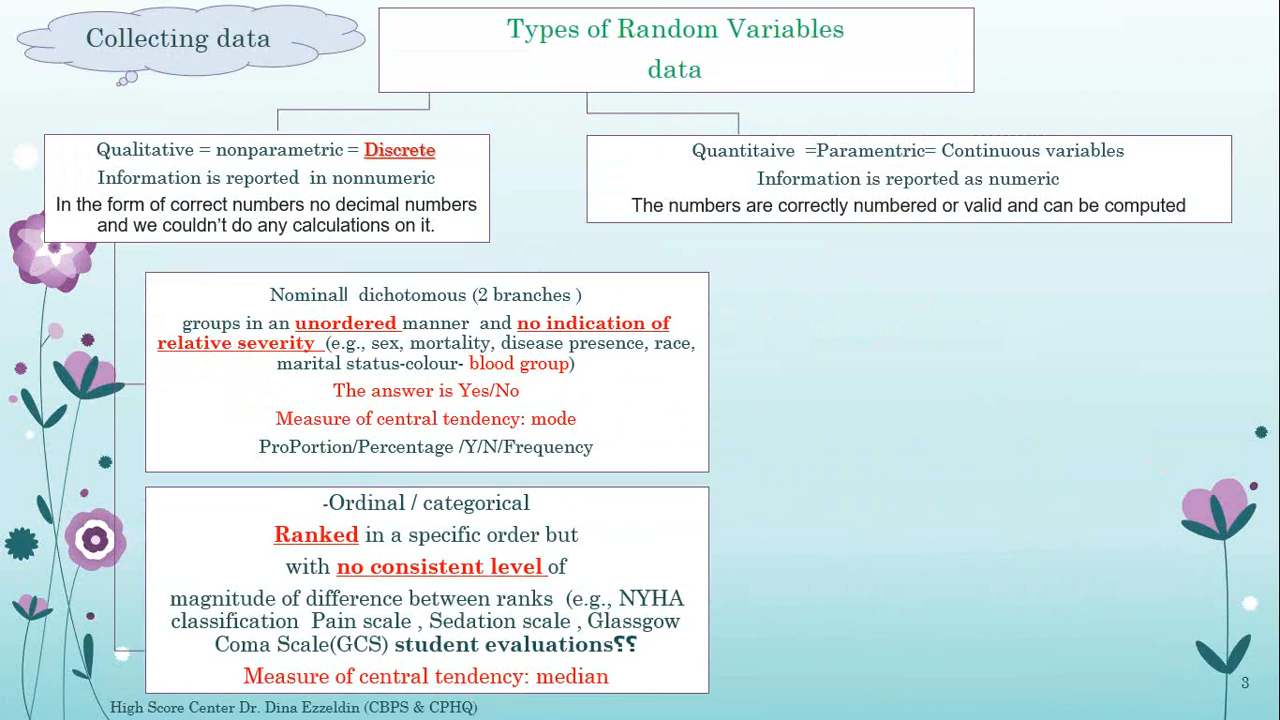 Collecting data
Types of Random Variables
data
Qualitative = nonparametric = Discrete
Information is reported in nonnumeric
In the form of correct numbers no decimal numbers
and we couldn't do any calculations on it.
Quantitaive =Paramentric= Continuous variables
Information is reported as numeric
The numbers are correctly numbered or valid and can be computed
Nominall dichotomous (2 branches )
groups in an unordered manner and no indication of
relative severity (e.g., sex, mortality, disease presence, race,
marital status-colour- blood group)
The answer is Yes/No
Measure of central tendency: mode
ProPortion/Percentage /Y/N/Frequency
-Ordinal / categorical
Ranked in a specific order but
with no consistent level of
magnitude of difference between ranks (e.g., NYHA
classification Pain scale , Sedation scale , Glassgow
Coma Scale(GCS) student evaluations؟؟
Measure of central tendency: median
High Score Center Dr. Dina Ezzeldin (CBPS & CPHQ)
3